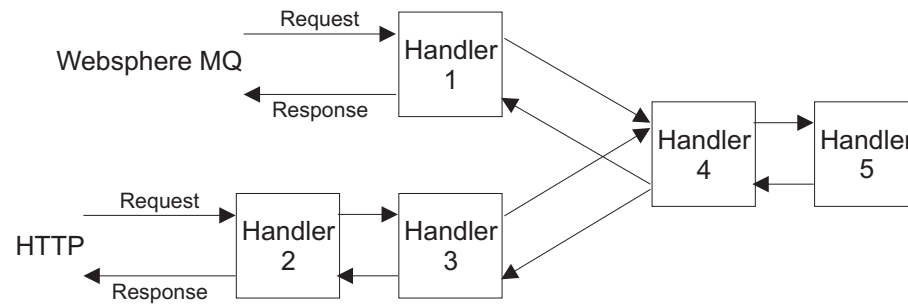 Request
Websphere MQ
Response
Handler
1
Handler
4
Handler
5
Request
HTTP
Response
Handler
2
Handler
3